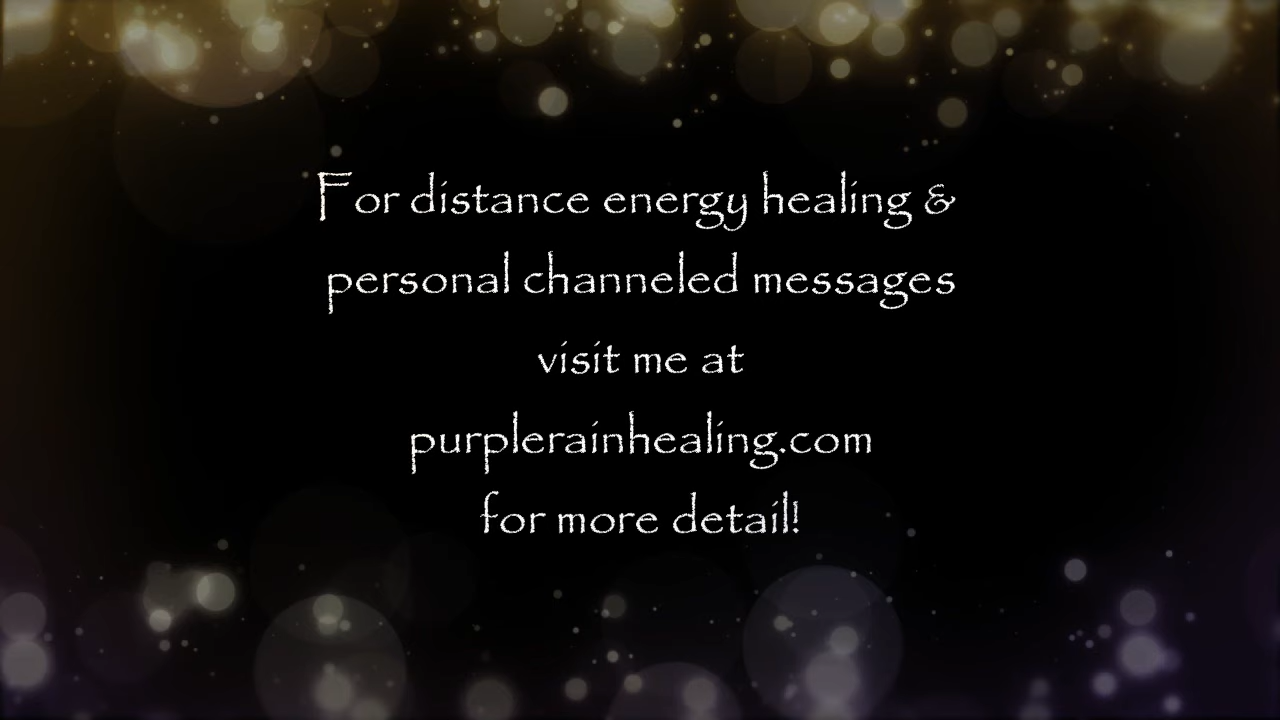 For distance energy healing &
personal channeled messages
visit me at
purplerainhealing.com
for more detail!